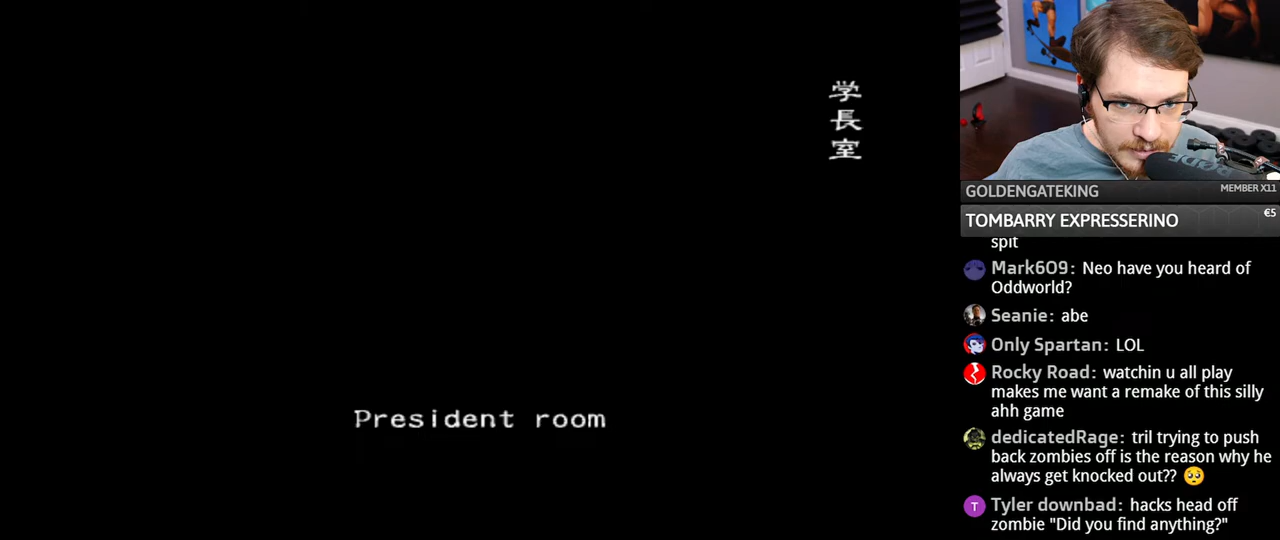 学長室
President room
RØDE
GOLDENGATEKING
MEMBER X11
TOMBARRY EXPRESSERINO
€5
spit
Mark6O9: Neo have you heard of
Oddworld?
Seanie: abe
Only Spartan: LOL
Rocky Road: watchin u all play
makes me want a remake of this silly
ahh game
dedicatedRage: tril trying to push
back zombies off is the reason why he
always get knocked out?? 🥺
T
Tyler downbad: hacks head off
zombie "Did you find anything?"